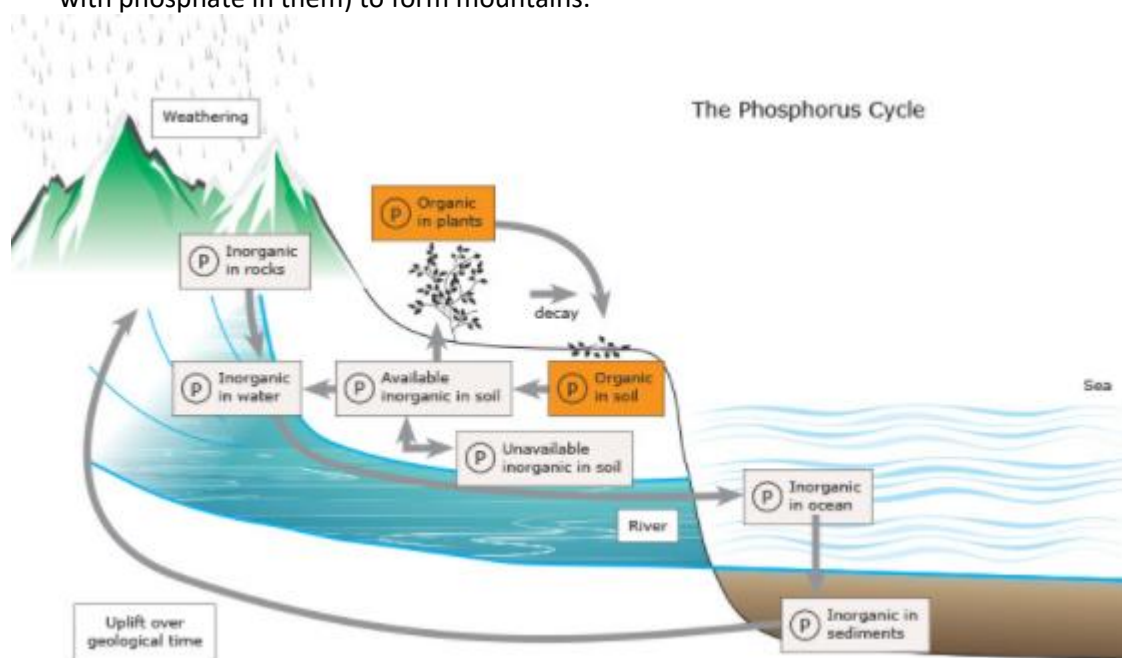 with phosphate in them) to form mountains.
The Phosphorus Cycle
Weathering
P Organic
in plants
P Inorganic
in rocks
decay
P Inorganic
in water
P Available
inorganic in soil
P Organic
in soil
Sea
P Unavailable
inorganic in soil
P Inorganic
in ocean
River
Uplift over
geological time
P Inorganic in
sediments